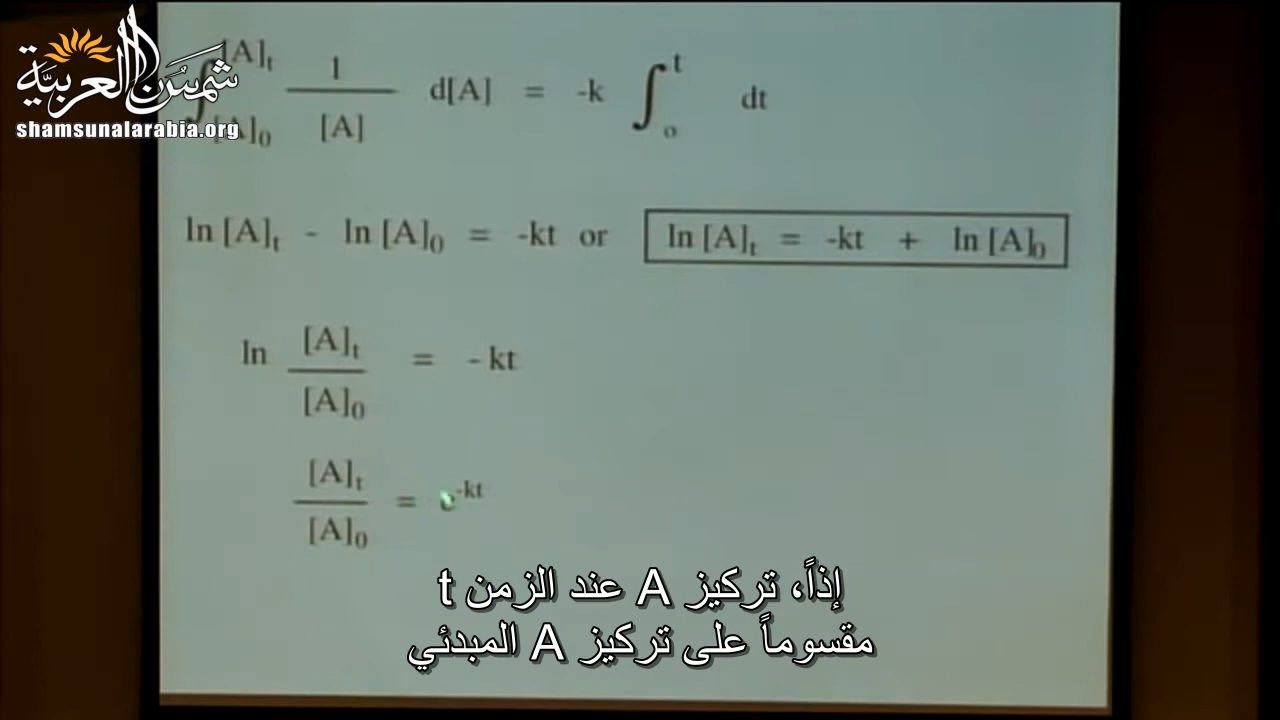 شمس العربية
shamsunalarabia.org
∫ [A]t [A]0 1/[A] d[A] = -k ∫ t o dt
ln [A]t - ln [A]0 = -kt or ln [A]t = -kt + ln [A]0
ln [A]t/[A]0 = - kt
[A]t/[A]0 = e-kt
إذاً، تركيز A عند الزمن t
مقسوماً على تركيز A المبدئي